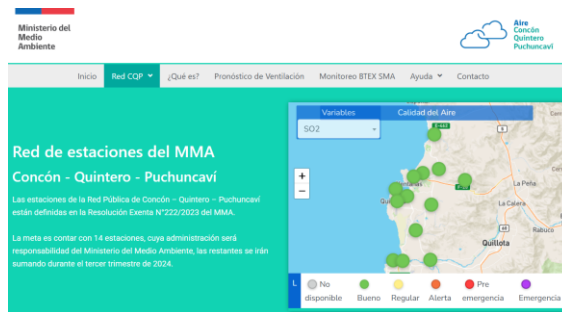 Ministerio del
Medio
Ambiente
Aire
Concón
Quintero
Puchuncaví
Inicio
Red CQP
¿Qué es?
Pronóstico de Ventilación
Monitoreo BTEX SMA
Ayuda
Contacto
Red de estaciones del MMA
Concón - Quintero - Puchuncaví
Las estaciones de la Red Pública de Concón – Quintero – Puchuncaví
están definidas en la Resolución Exenta N°222/2023 del MMA.
La meta es contar con 14 estaciones, cuya administración será
responsabilidad del Ministerio del Medio Ambiente, las restantes se irán
sumando durante el tercer trimestre de 2024.
Variables
Calidad del Aire
SO2
+
−
La Peña
La Calera
Rabuco
Quillota
L
No
disponible
Bueno
Regular
Alerta
Pre
emergencia
Emergencia